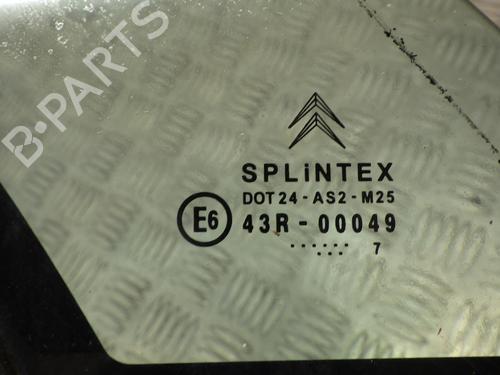 B-PARTS
SPLiNTEX
DOT 24 - AS2 - M25
E6 43R - 00049
...... 7